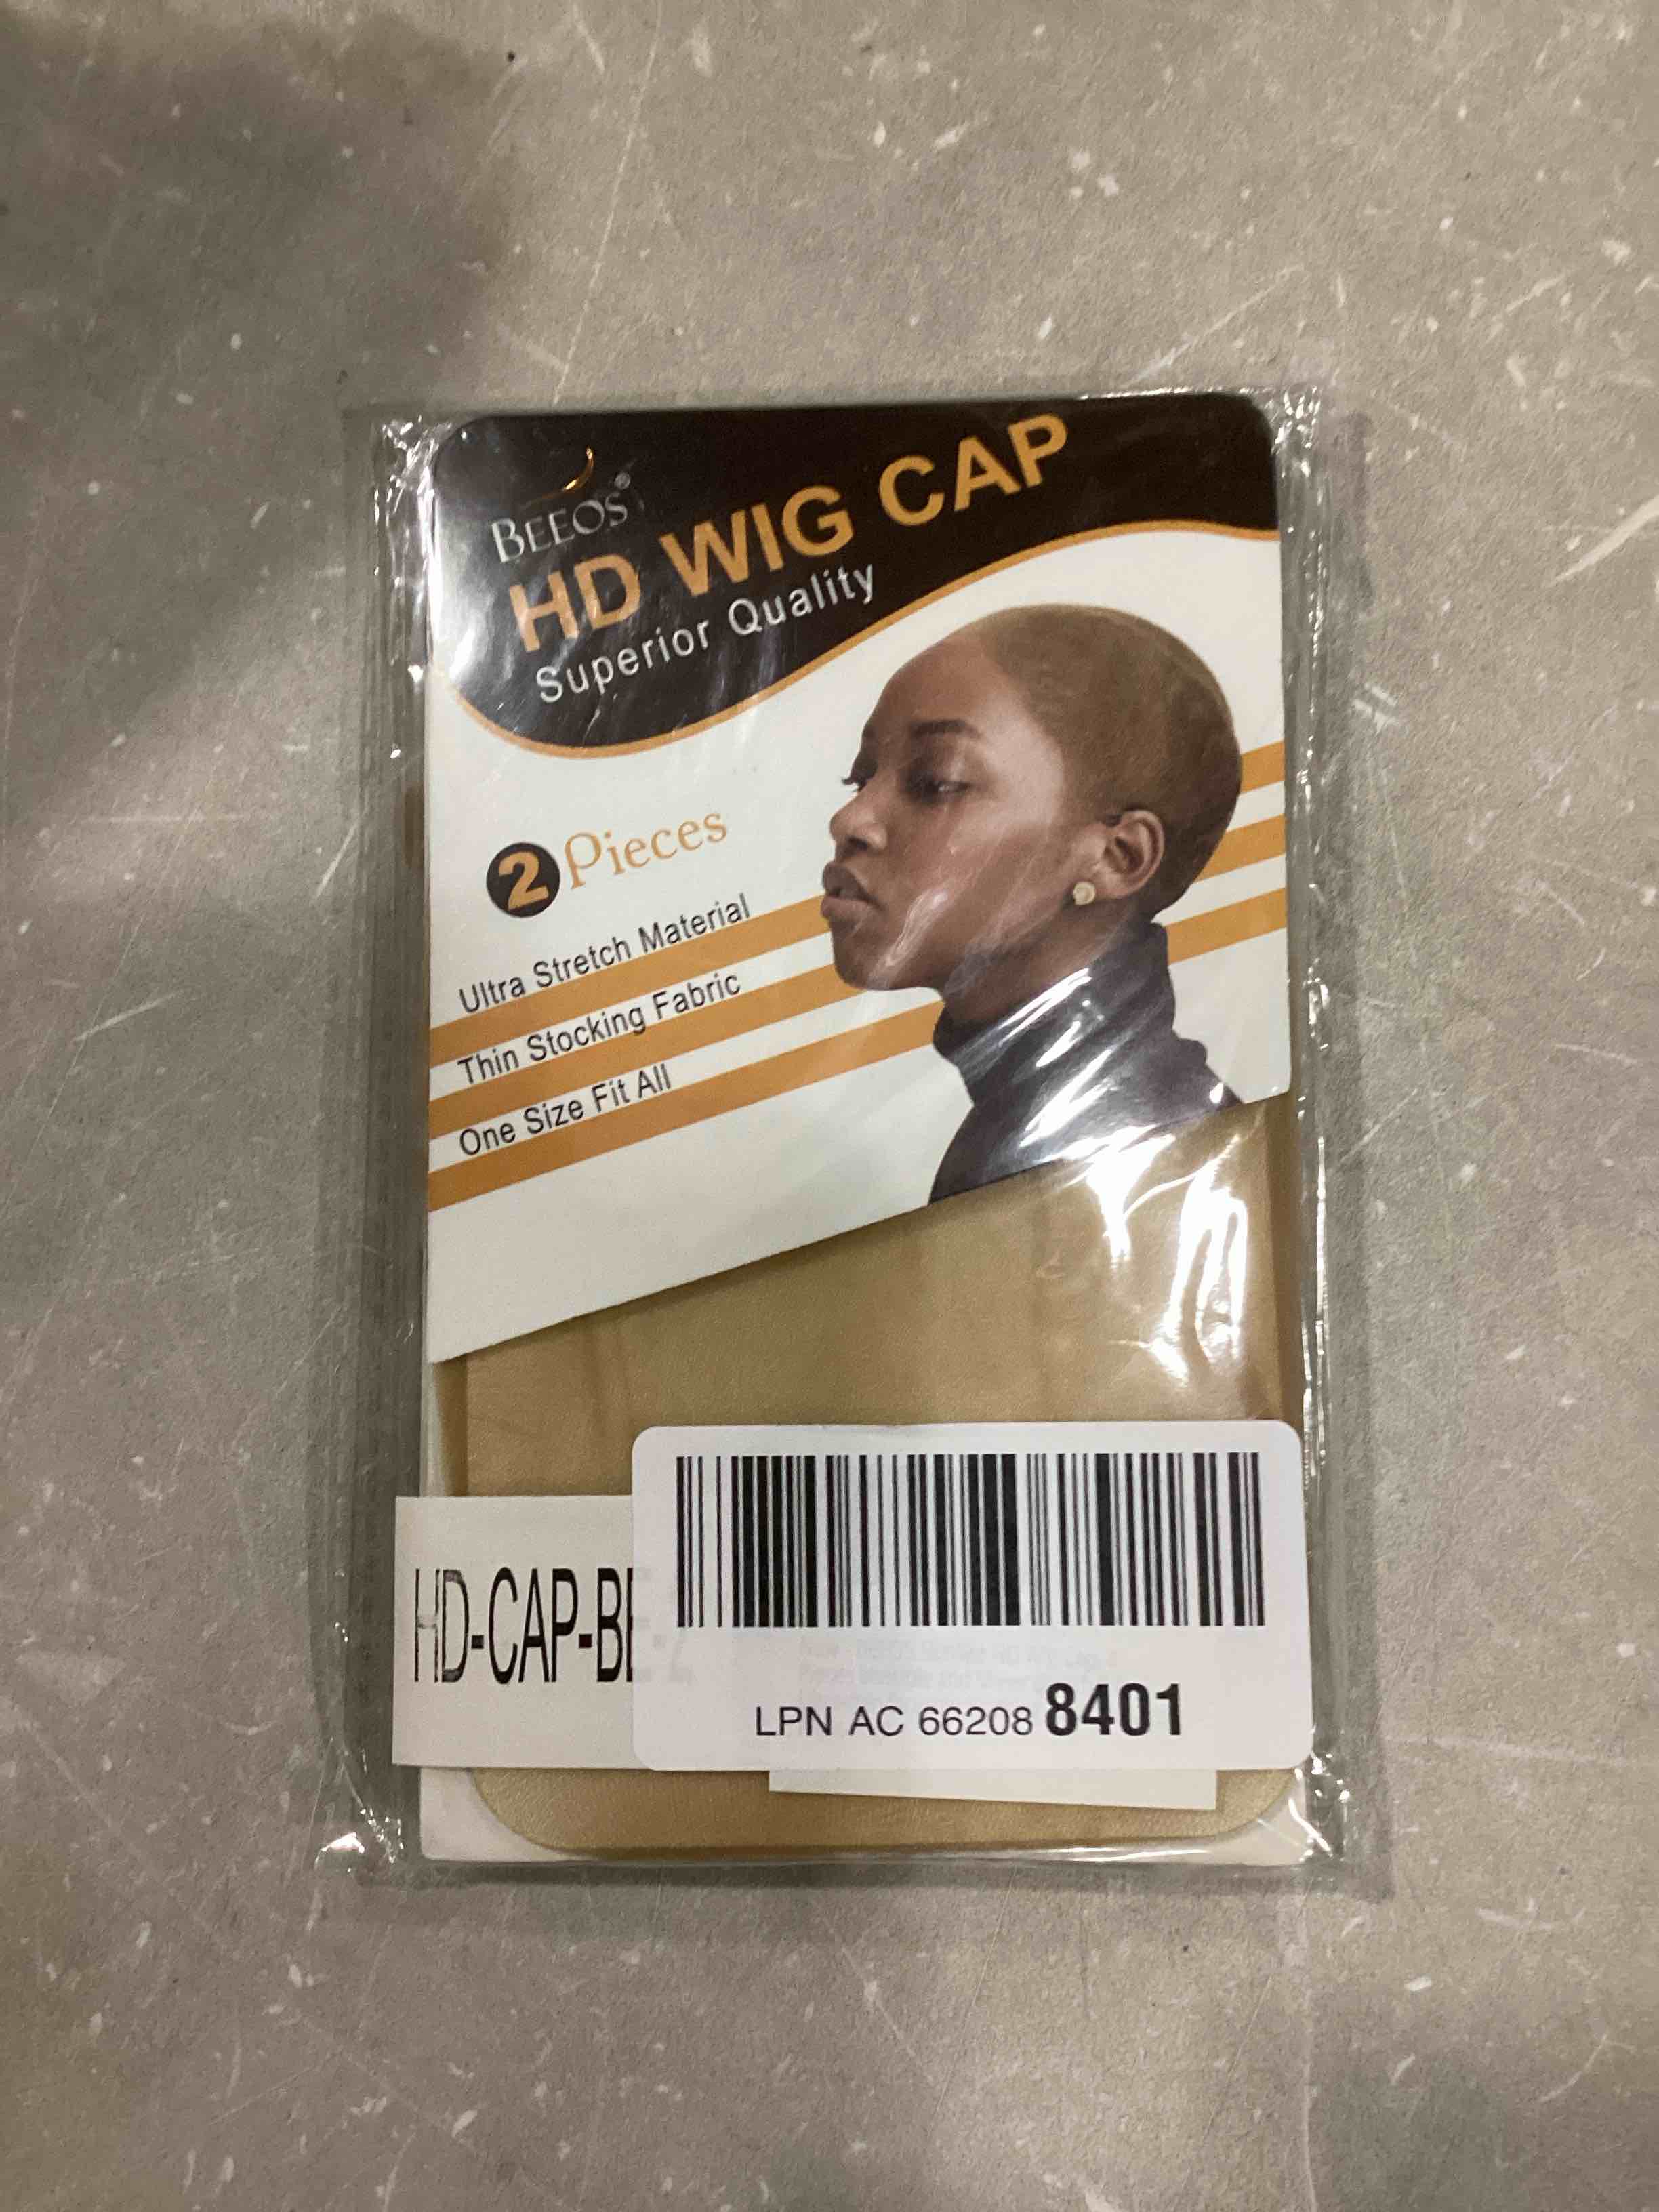 BEEOS®
HD WIG CAP
Superior Quality
2 Pieces
Ultra Stretch Material
Thin Stocking Fabric
One Size Fit All
HD-CAP-BE-
LPN AC 66208 8401